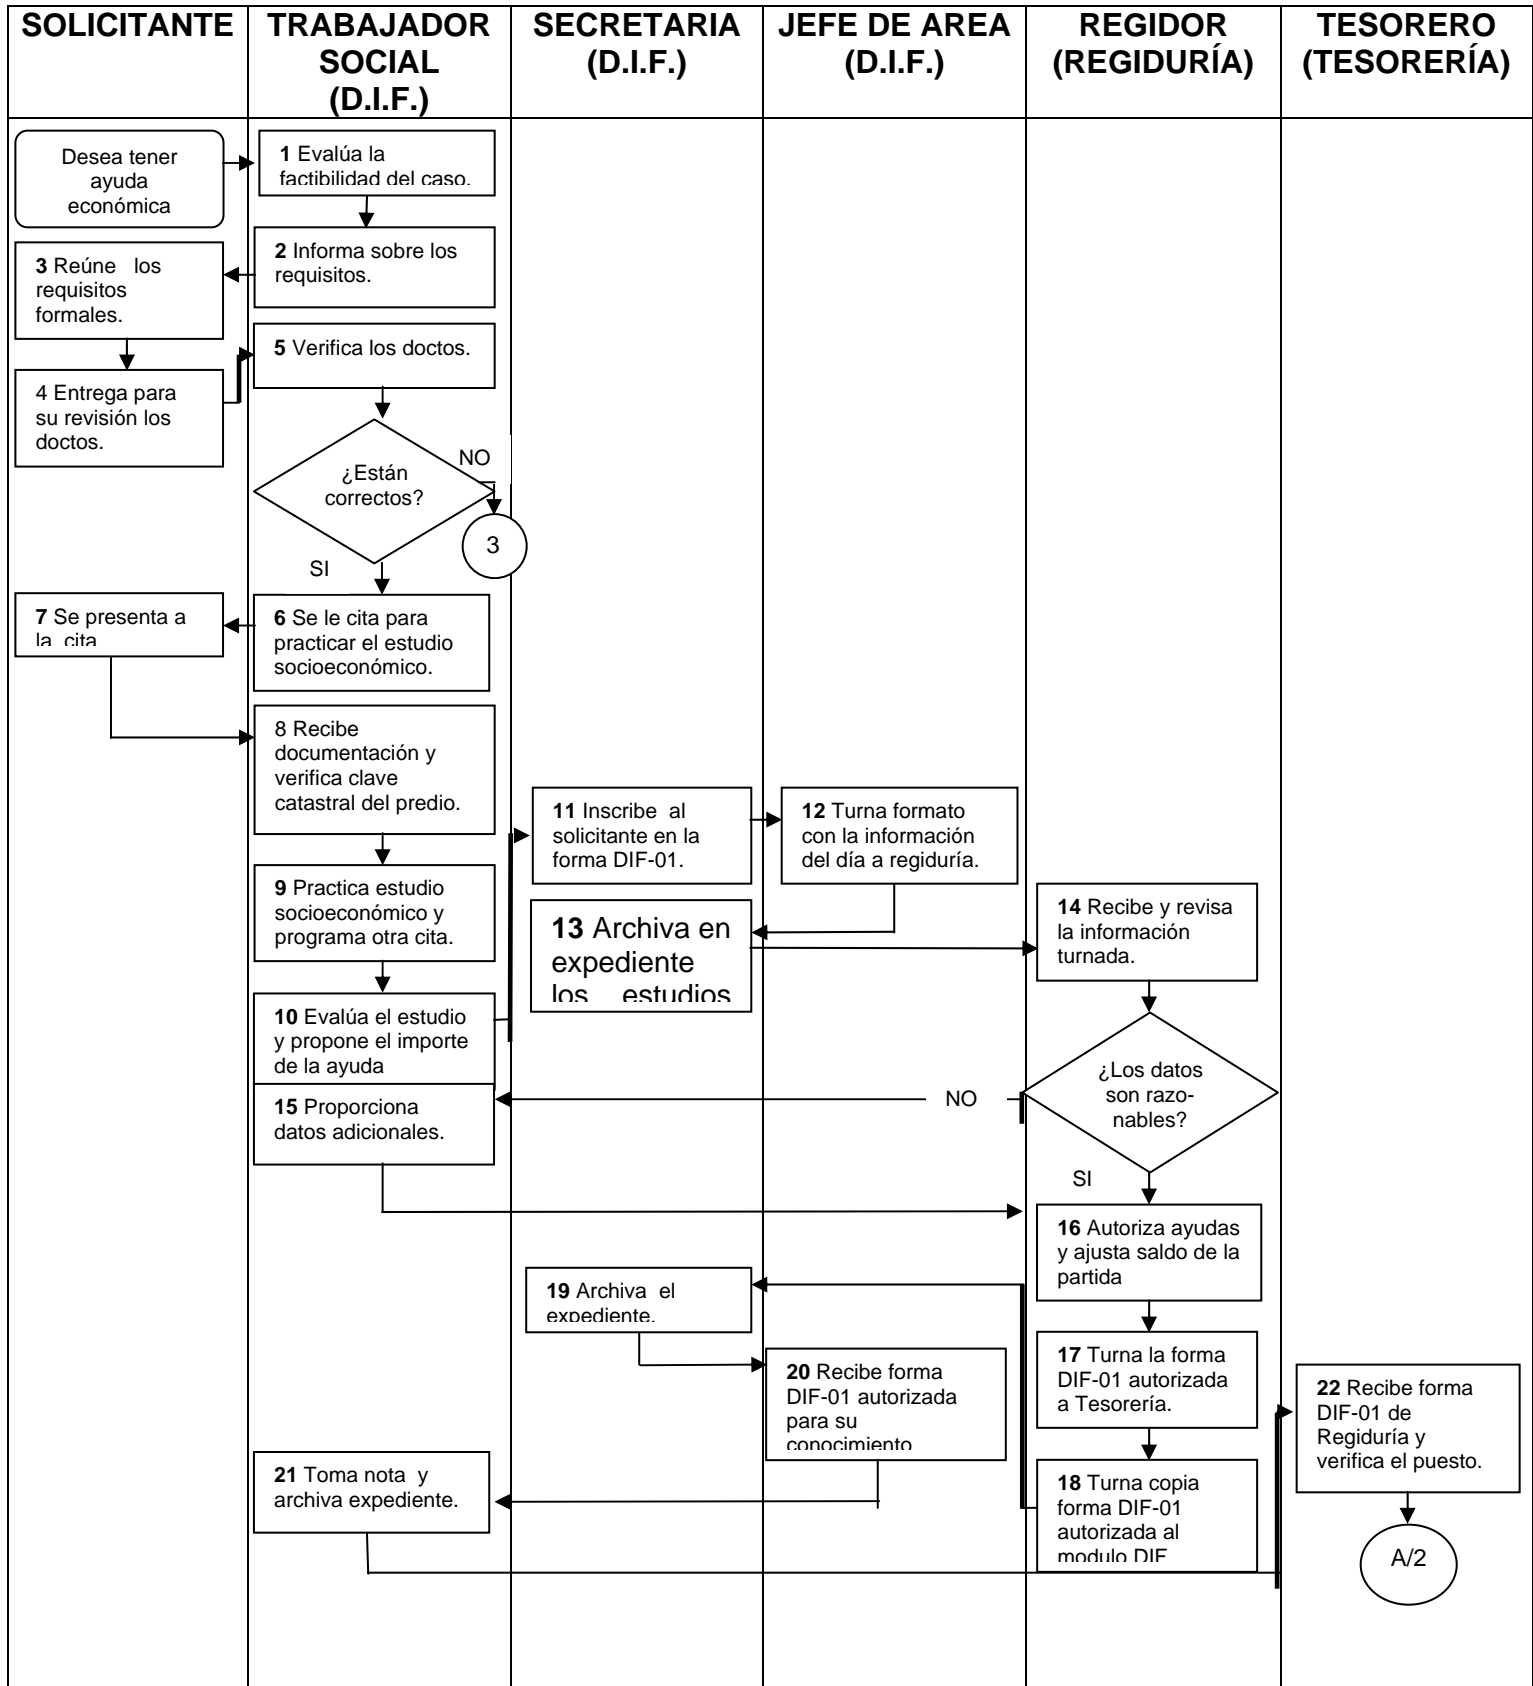 SOLICITANTE
TRABAJADOR
SOCIAL
(D.I.F.)
SECRETARIA
(D.I.F.)
JEFE DE AREA
(D.I.F.)
REGIDOR
(REGIDURÍA)
TESORERO
(TESORERÍA)
Desea tener
ayuda
económica
1 Evalúa la
factibilidad del caso.
2 Informa sobre los
requisitos.
3 Reúne los
requisitos
formales.
4 Entrega para
su revisión los
doctos.
5 Verifica los doctos.
¿Están
correctos?
NO
3
SI
6 Se le cita para
practicar el estudio
socioeconómico.
7 Se presenta a
la cita
8 Recibe
documentación y
verifica clave
catastral del predio.
9 Practica estudio
socioeconómico y
programa otra cita.
10 Evalúa el estudio
y propone el importe
de la ayuda
11 Inscribe al
solicitante en la
forma DIF-01.
12 Turna formato
con la información
del día a regiduría.
13 Archiva en
expediente
los estudios
14 Recibe y revisa
la información
turnada.
¿Los datos
son razo-
nables?
NO
SI
15 Proporciona
datos adicionales.
16 Autoriza ayudas
y ajusta saldo de la
partida
17 Turna la forma
DIF-01 autorizada
a Tesorería.
18 Turna copia
forma DIF-01
autorizada al
modulo DIF
19 Archiva el
expediente.
20 Recibe forma
DIF-01 autorizada
para su
conocimiento
21 Toma nota y
archiva expediente.
22 Recibe forma
DIF-01 de
Regiduría y
verifica el puesto.
A/2